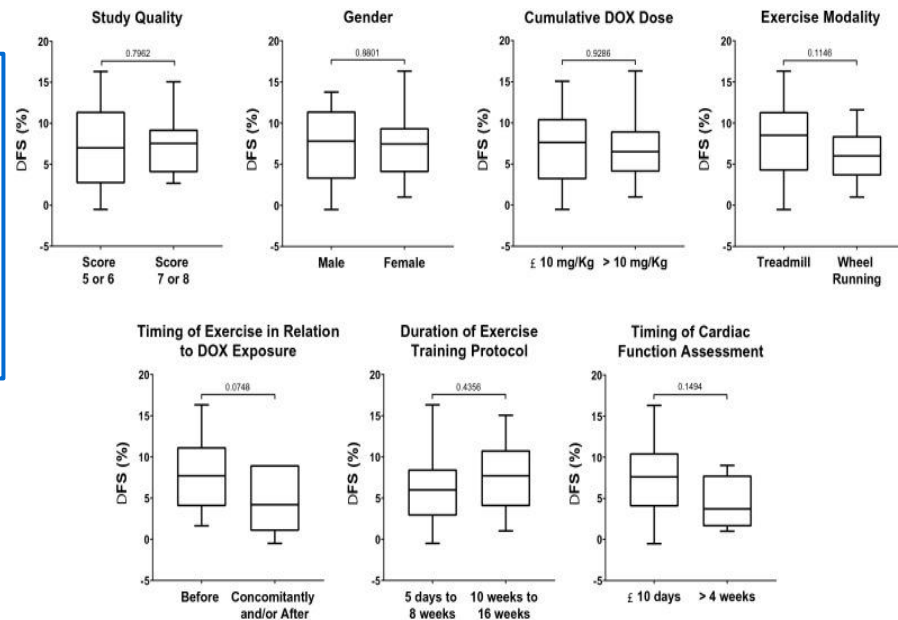 Study Quality
DFS (%)
20
15
10
5
0
-5
0.7962
Score
5 or 6
Score
7 or 8
Gender
DFS (%)
20
15
10
5
0
-5
0.8801
Male
Female
Cumulative DOX Dose
DFS (%)
20
15
10
5
0
-5
0.9286
£ 10 mg/Kg
> 10 mg/Kg
Exercise Modality
DFS (%)
20
15
10
5
0
-5
0.1146
Treadmill
Wheel
Running
Timing of Exercise in Relation
to DOX Exposure
DFS (%)
20
15
10
5
0
-5
0.0748
Before
Concomitantly
and/or After
Duration of Exercise
Training Protocol
DFS (%)
20
15
10
5
0
-5
0.4356
5 days to
8 weeks
10 weeks to
16 weeks
Timing of Cardiac
Function Assessment
DFS (%)
20
15
10
5
0
-5
0.1494
£ 10 days
> 4 weeks